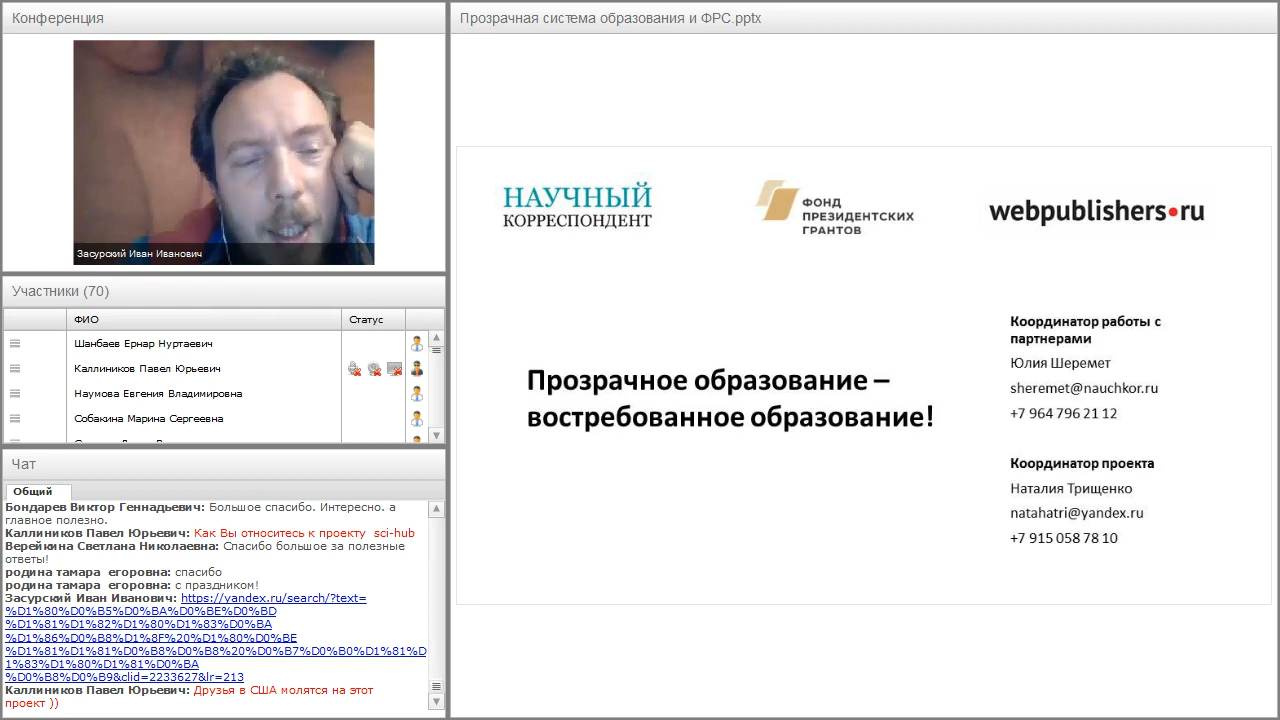 Конференция
Засурский Иван Иванович
Участники (70)
ФИО
Статус
Шанбаев Ернар Нуртаевич
Каллиников Павел Юрьевич
Наумова Евгения Владимировна
Собакина Марина Сергеевна
Чат
Общий
Бондарев Виктор Геннадьевич: Большое спасибо. Интересно. а
главное полезно.
Каллиников Павел Юрьевич: Как Вы относитесь к проекту sci-hub
Верейкина Светлана Николаевна: Спасибо большое за полезные
ответы!
родина тамара егоровна: спасибо
родина тамара егоровна: с праздником!
Засурский Иван Иванович: https://yandex.ru/search/?text=
%D1%80%D0%B5%D0%BA%D0%BE%D0%BD
%D1%81%D1%82%D1%80%D1%83%D0%BA
%D1%86%D0%B8%D1%8F%20%D1%80%D0%BE
%D1%81%D1%81%D0%B8%D0%B8%20%D0%B7%D0%B0%D1%81%D
1%83%D1%80%D1%81%D0%BA
%D0%B8%D0%B9&clid=2233627&lr=213
Каллиников Павел Юрьевич: Друзья в США молятся на этот
проект ))
Прозрачная система образования и ФРС.pptx
НАУЧНЫЙ
КОРРЕСПОНДЕНТ
ФОНД
ПРЕЗИДЕНТСКИХ
ГРАНТОВ
webpublishers•ru
Прозрачное образование –
востребованное образование!
Координатор работы с
партнерами
Юлия Шеремет
sheremet@nauchkor.ru
+7 964 796 21 12
Координатор проекта
Наталия Трищенко
natahatri@yandex.ru
+7 915 058 78 10